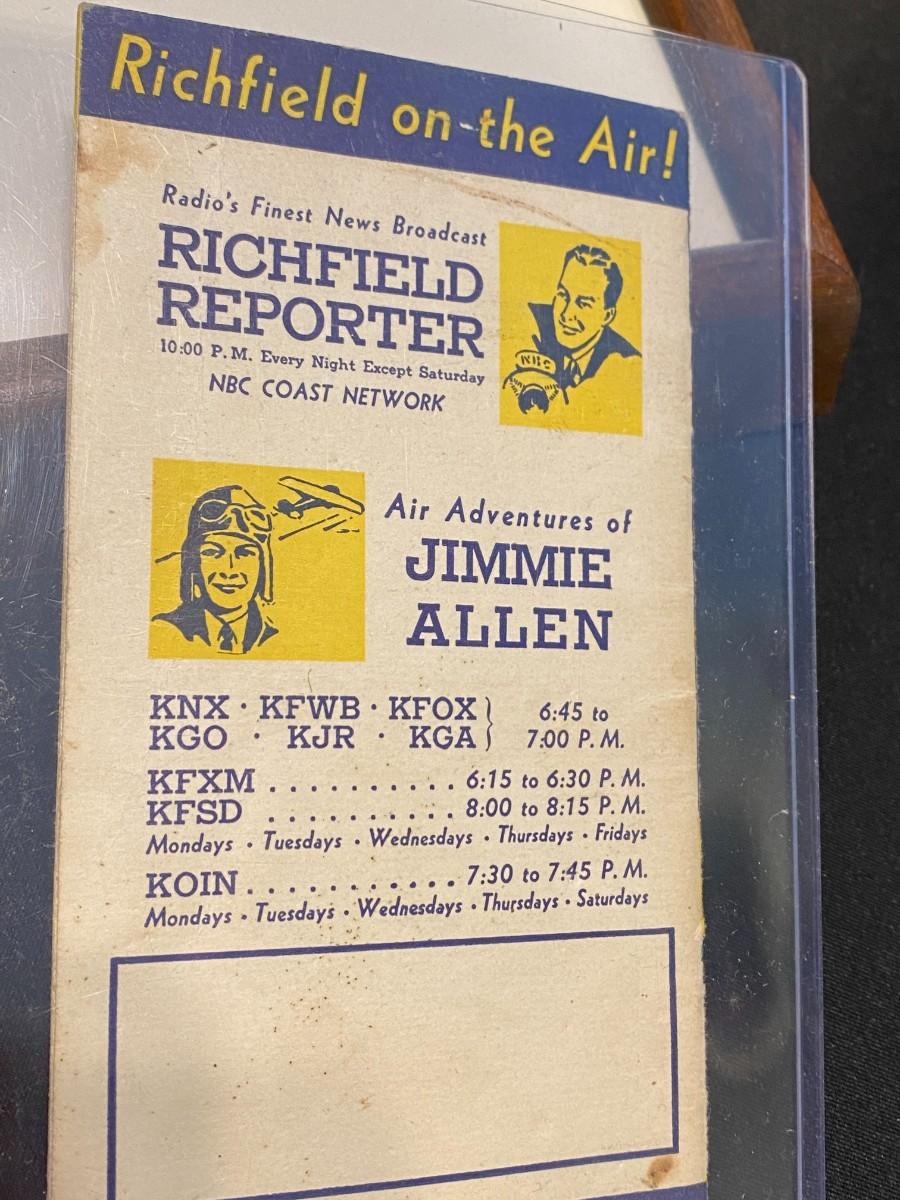 Richfield on the Air!
Radio's Finest News Broadcast
RICHFIELD
REPORTER
10:00 P.M. Every Night Except Saturday
NBC COAST NETWORK
NBC
Air Adventures of
JIMMIE
ALLEN
KNX · KFWB · KFOX } 6:45 to
KGO · KJR · KGA } 7:00 P.M.
KFXM . . . . . . . . . . 6:15 to 6:30 P.M.
KFSD . . . . . . . . . . 8:00 to 8:15 P.M.
Mondays · Tuesdays · Wednesdays · Thursdays · Fridays
KOIN . . . . . . . . . . . 7:30 to 7:45 P.M.
Mondays · Tuesdays · Wednesdays · Thursdays · Saturdays